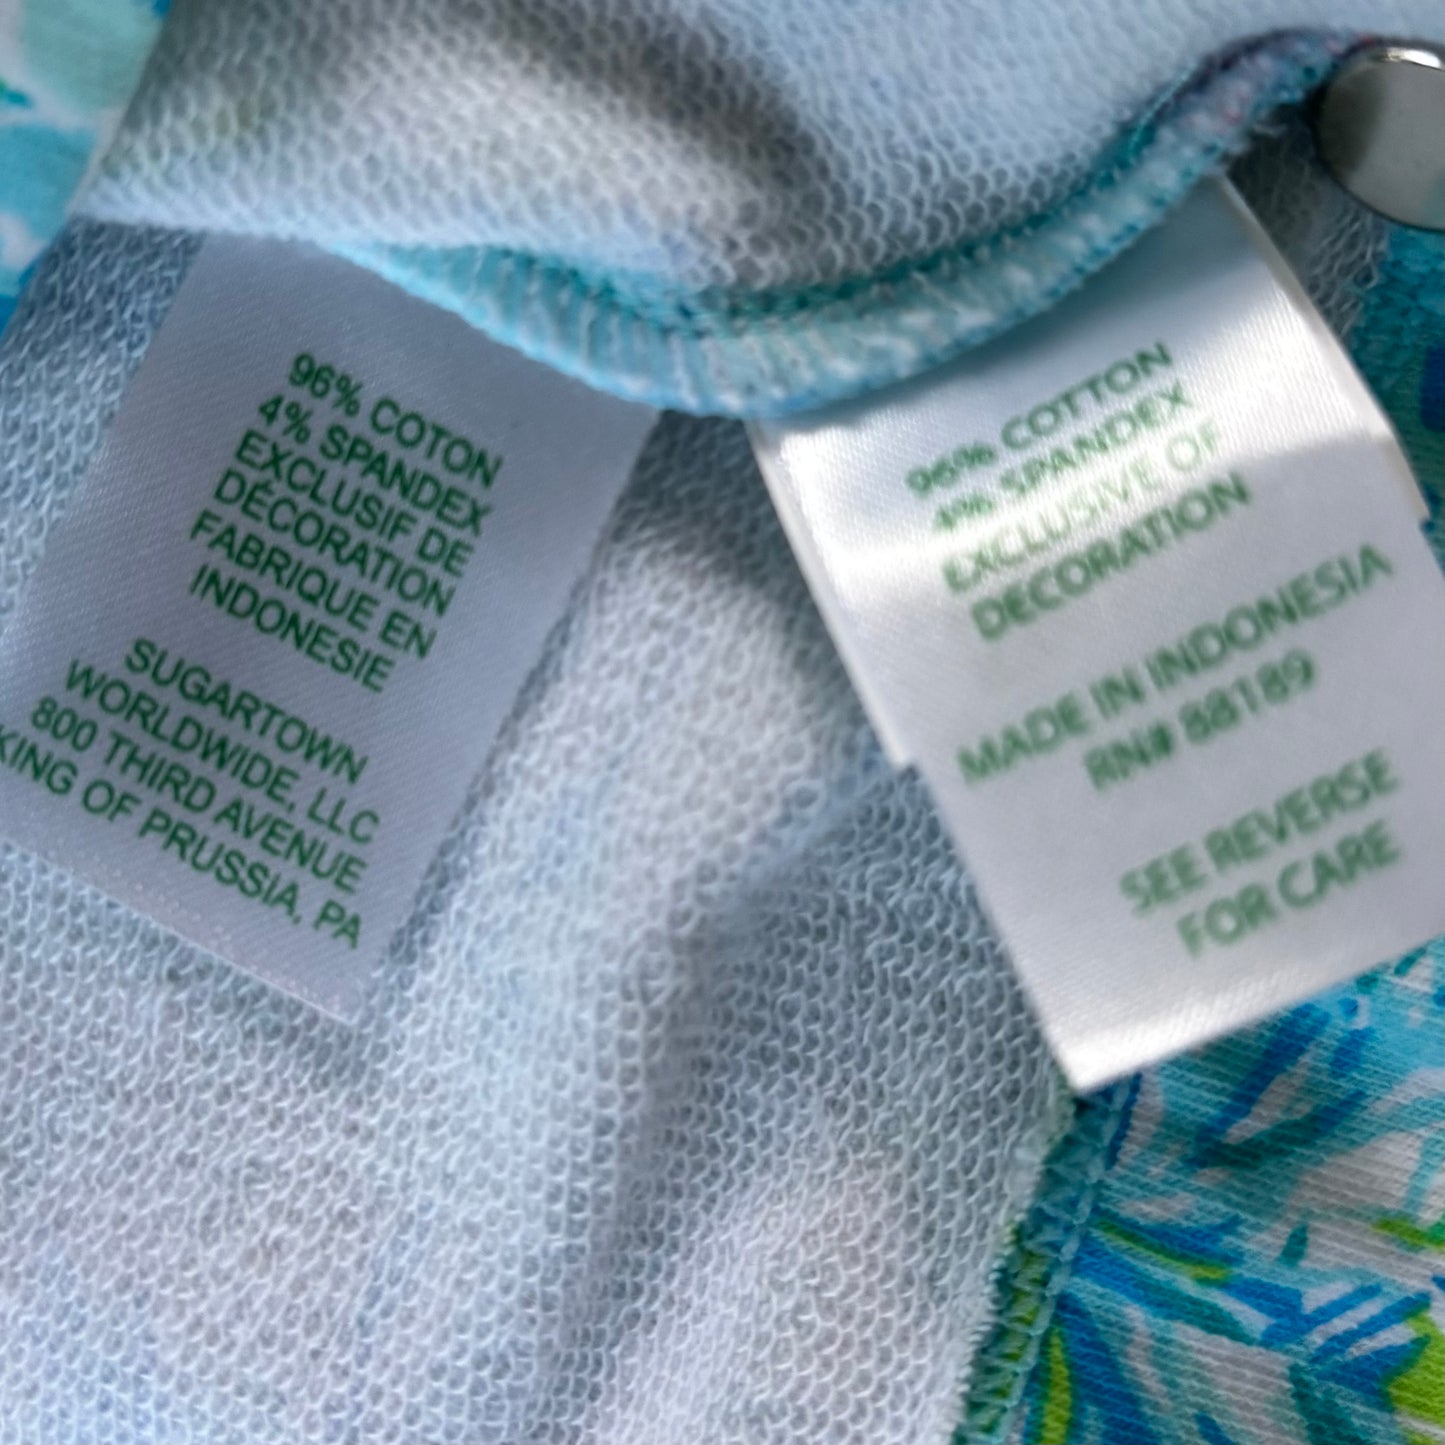 96% COTON
4% SPANDEX
EXCLUSIF DE
DÉCORATION
FABRIQUE EN
INDONESIE
SUGARTOWN
WORLDWIDE, LLC
800 THIRD AVENUE
KING OF PRUSSIA, PA
96% COTTON
4% SPANDEX
EXCLUSIVE OF
DECORATION
MADE IN INDONESIA
RN# 88189
SEE REVERSE
FOR CARE